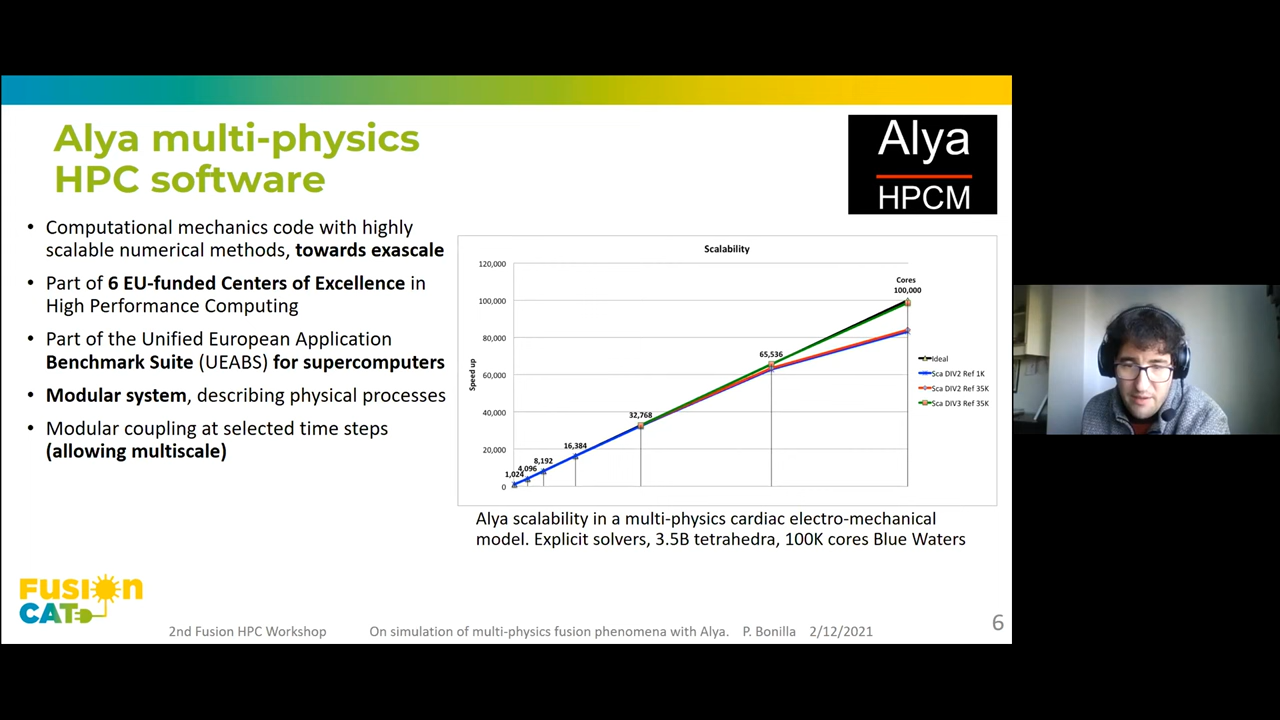 Alya multi-physics
HPC software
Alya
HPCM
• Computational mechanics code with highly
scalable numerical methods, towards exascale
• Part of 6 EU-funded Centers of Excellence in
High Performance Computing
• Part of the Unified European Application
Benchmark Suite (UEABS) for supercomputers
• Modular system, describing physical processes
• Modular coupling at selected time steps
(allowing multiscale)
Scalability
120,000
100,000
80,000
60,000
40,000
20,000
0
Speed up
1,024
4,096
8,192
16,384
32,768
65,536
Cores
100,000
Ideal
Sca DIV2 Ref 1K
Sca DIV2 Ref 35K
Sca DIV3 Ref 35K
Alya scalability in a multi-physics cardiac electro-mechanical
model. Explicit solvers, 3.5B tetrahedra, 100K cores Blue Waters
FUSION
CAT
2nd Fusion HPC Workshop On simulation of multi-physics fusion phenomena with Alya. P. Bonilla 2/12/2021
6